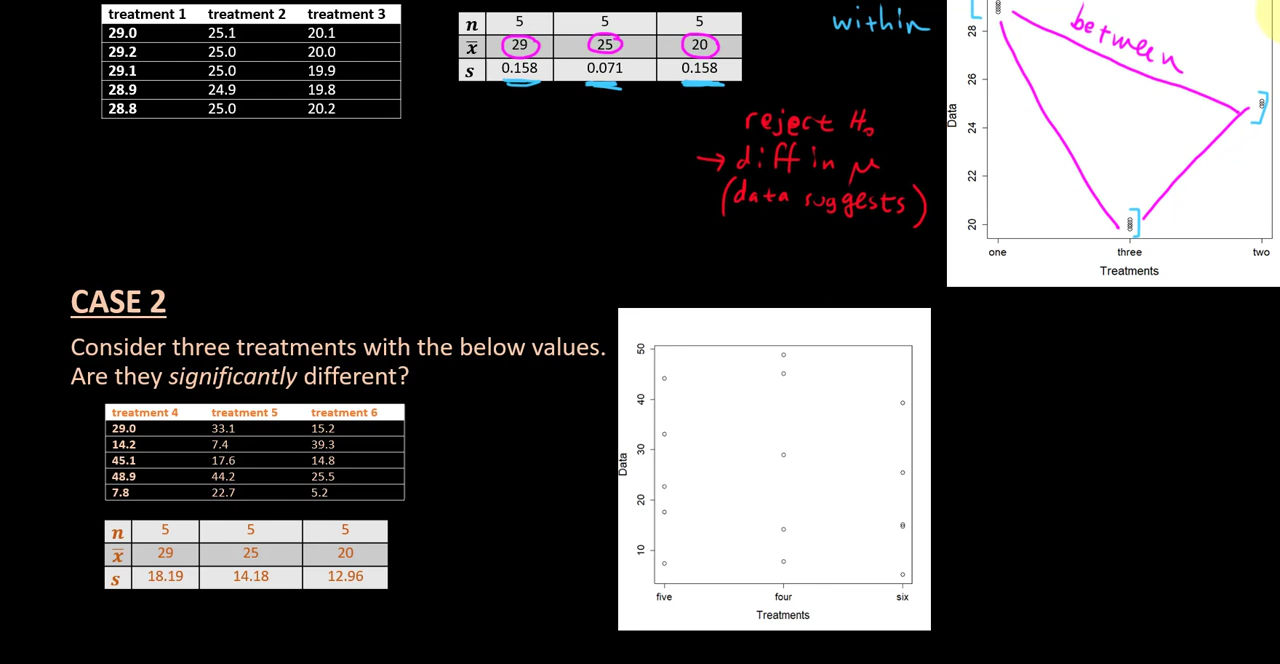 treatment 1 treatment 2 treatment 3
29.0 25.1 20.1
29.2 25.0 20.0
29.1 25.0 19.9
28.9 24.9 19.8
28.8 25.0 20.2
n 5 5 5
x̅ 29 25 20
s 0.158 0.071 0.158
within
reject H₀
→ diff in μ
(data suggests)
between
28
26
24
22
20
Data
one three two
Treatments
CASE 2
Consider three treatments with the below values.
Are they significantly different?
treatment 4 treatment 5 treatment 6
29.0 33.1 15.2
14.2 7.4 39.3
45.1 17.6 14.8
48.9 44.2 25.5
7.8 22.7 5.2
n 5 5 5
x̅ 29 25 20
s 18.19 14.18 12.96
50
40
30
20
10
Data
five four six
Treatments